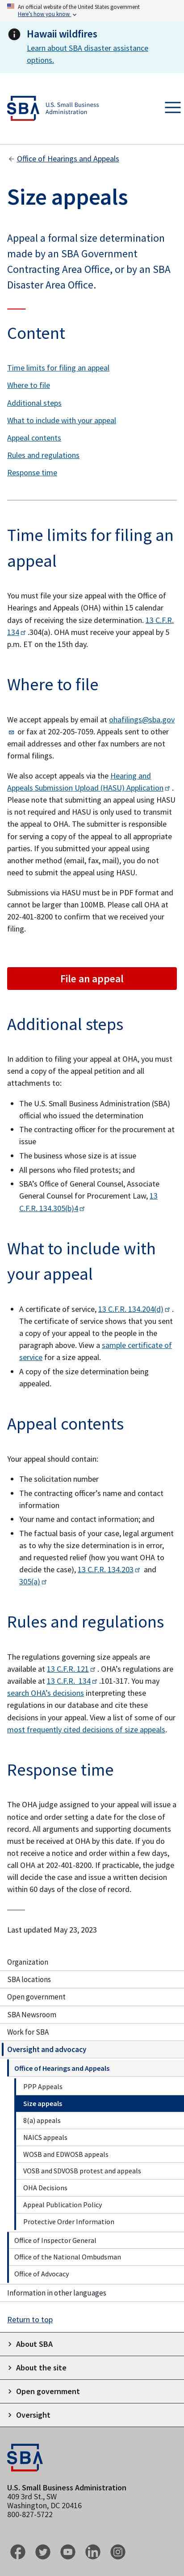 An official website of the United States government
Here's how you know
Hawaii wildfires
Learn about SBA disaster assistance
options.
SBA
U.S. Small Business
Administration
Office of Hearings and Appeals
Size appeals
Appeal a formal size determination
made by an SBA Government
Contracting Area Office, or by an SBA
Disaster Area Office.
Content
Time limits for filing an appeal
Where to file
Additional steps
What to include with your appeal
Appeal contents
Rules and regulations
Response time
Time limits for filing an
appeal
You must file your size appeal with the Office of
Hearings and Appeals (OHA) within 15 calendar
days of receiving the size determination. 13 C.F.R.
134 .304(a). OHA must receive your appeal by 5
p.m. ET on the 15th day.
Where to file
We accept appeals by email at ohafilings@sba.gov
or fax at 202-205-7059. Appeals sent to other
email addresses and/or other fax numbers are not
formal filings.
We also accept appeals via the Hearing and
Appeals Submission Upload (HASU) Application .
Please note that submitting an appeal using HASU
is not required and HASU is only used to transmit
an appeal to OHA. The submitter is responsible for
serving a copy of the appeal to all appropriate
parties. If you submitted your appeal using
another method (email, fax, mail), you do not
need to submit the appeal using HASU.
Submissions via HASU must be in PDF format and
cannot be larger than 100MB. Please call OHA at
202-401-8200 to confirm that we received your
filing.
File an appeal
Additional steps
In addition to filing your appeal at OHA, you must
send a copy of the appeal petition and all
attachments to:
The U.S. Small Business Administration (SBA)
official who issued the determination
The contracting officer for the procurement at
issue
The business whose size is at issue
All persons who filed protests; and
SBA's Office of General Counsel, Associate
General Counsel for Procurement Law, 13
C.F.R. 134.305(b)4
What to include with
your appeal
A certificate of service, 13 C.F.R. 134.204(d) .
The certificate of service shows that you sent
a copy of your appeal to the people in the
paragraph above. View a sample certificate of
service for a size appeal.
A copy of the size determination being
appealed.
Appeal contents
Your appeal should contain:
The solicitation number
The contracting officer's name and contact
information
Your name and contact information; and
The factual basis of your case, legal argument
as to why the size determination is in error,
and requested relief (how you want OHA to
decide the case), 13 C.F.R. 134.203 and
305(a)
Rules and regulations
The regulations governing size appeals are
available at 13 C.F.R. 121 . OHA's regulations are
available at 13 C.F.R. 134 .101-317. You may
search OHA's decisions interpreting these
regulations and can cite these decisions to
validate your appeal. View a list of some of our
most frequently cited decisions of size appeals.
Response time
The OHA judge assigned to your appeal will issue a
notice and order setting a date for the close of
record. All arguments and supporting documents
must be filed before the close of record. If you do
not receive a notice and order within a few days,
call OHA at 202-401-8200. If practicable, the judge
will decide the case and issue a written decision
within 60 days of the close of record.
Last updated May 23, 2023
Organization
SBA locations
Open government
SBA Newsroom
Work for SBA
Oversight and advocacy
Office of Hearings and Appeals
PPP Appeals
Size appeals
8(a) appeals
NAICS appeals
WOSB and EDWOSB appeals
VOSB and SDVOSB protest and appeals
OHA Decisions
Appeal Publication Policy
Protective Order Information
Office of Inspector General
Office of the National Ombudsman
Office of Advocacy
Information in other languages
Return to top
About SBA
About the site
Open government
Oversight
SBA
U.S. Small Business Administration
409 3rd St., SW
Washington, DC 20416
800-827-5722